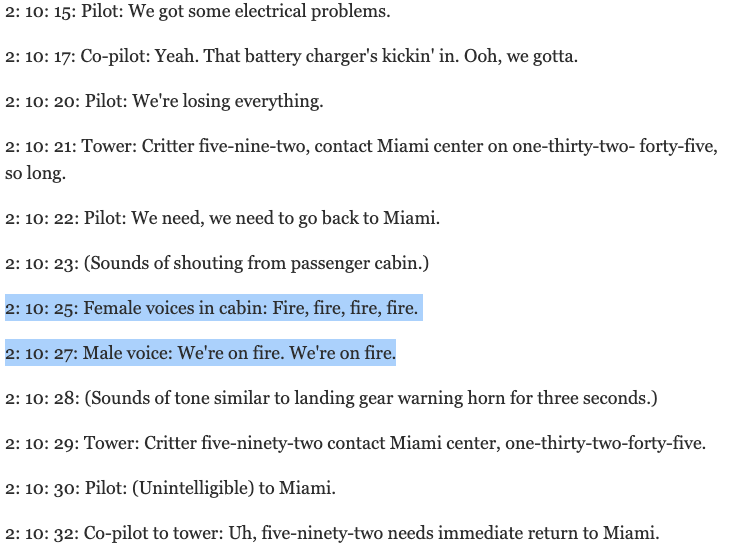 2: 10: 15: Pilot: We got some electrical problems.
2: 10: 17: Co-pilot: Yeah. That battery charger's kickin' in. Ooh, we gotta.
2: 10: 20: Pilot: We're losing everything.
2: 10: 21: Tower: Critter five-nine-two, contact Miami center on one-thirty-two- forty-five,
so long.
2: 10: 22: Pilot: We need, we need to go back to Miami.
2: 10: 23: (Sounds of shouting from passenger cabin.)
2: 10: 25: Female voices in cabin: Fire, fire, fire, fire.
2: 10: 27: Male voice: We're on fire. We're on fire.
2: 10: 28: (Sounds of tone similar to landing gear warning horn for three seconds.)
2: 10: 29: Tower: Critter five-ninety-two contact Miami center, one-thirty-two-forty-five.
2: 10: 30: Pilot: (Unintelligible) to Miami.
2: 10: 32: Co-pilot to tower: Uh, five-ninety-two needs immediate return to Miami.